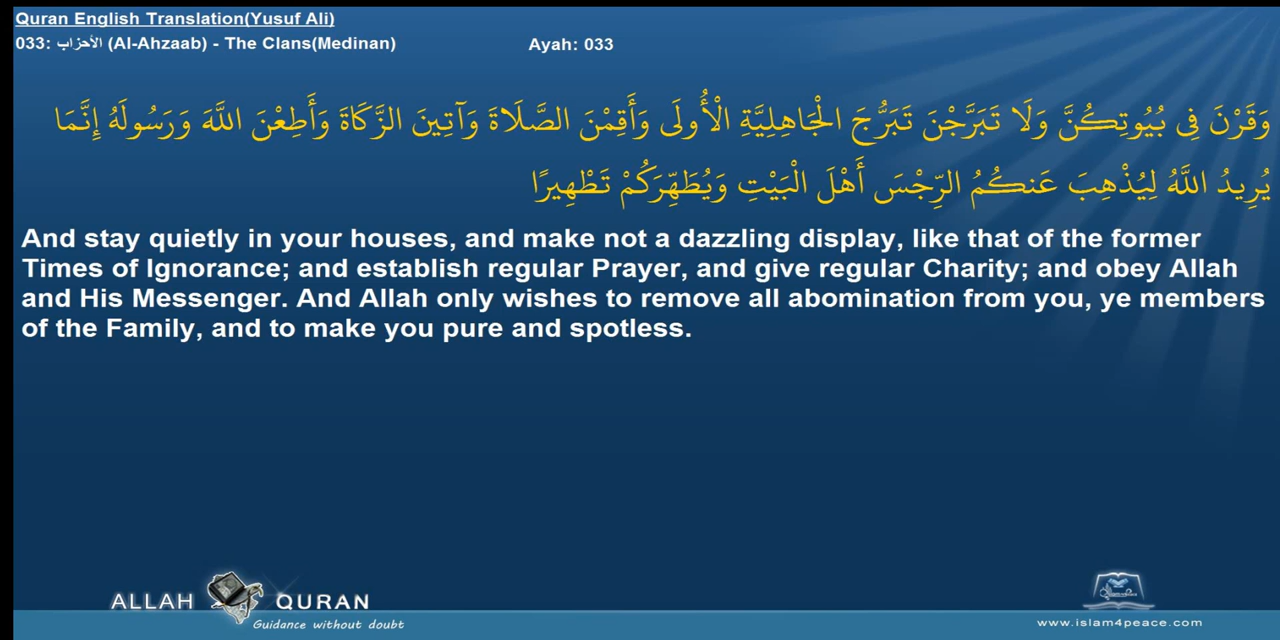 Quran English Translation(Yusuf Ali)
033: الأحزاب (Al-Ahzaab) - The Clans(Medinan) Ayah: 033
وَقَرْنَ فِي بُيُوتِكُنَّ وَلَا تَبَرَّجْنَ تَبَرُّجَ الْجَاهِلِيَّةِ الْأُولَى وَأَقِمْنَ الصَّلَاةَ وَآتِينَ الزَّكَاةَ وَأَطِعْنَ اللَّهَ وَرَسُولَهُ إِنَّمَا
يُرِيدُ اللَّهُ لِيُذْهِبَ عَنكُمُ الرِّجْسَ أَهْلَ الْبَيْتِ وَيُطَهِّرَكُمْ تَطْهِيرًا
And stay quietly in your houses, and make not a dazzling display, like that of the former
Times of Ignorance; and establish regular Prayer, and give regular Charity; and obey Allah
and His Messenger. And Allah only wishes to remove all abomination from you, ye members
of the Family, and to make you pure and spotless.
ALLAH QURAN
Guidance without doubt
www.islam4peace.com